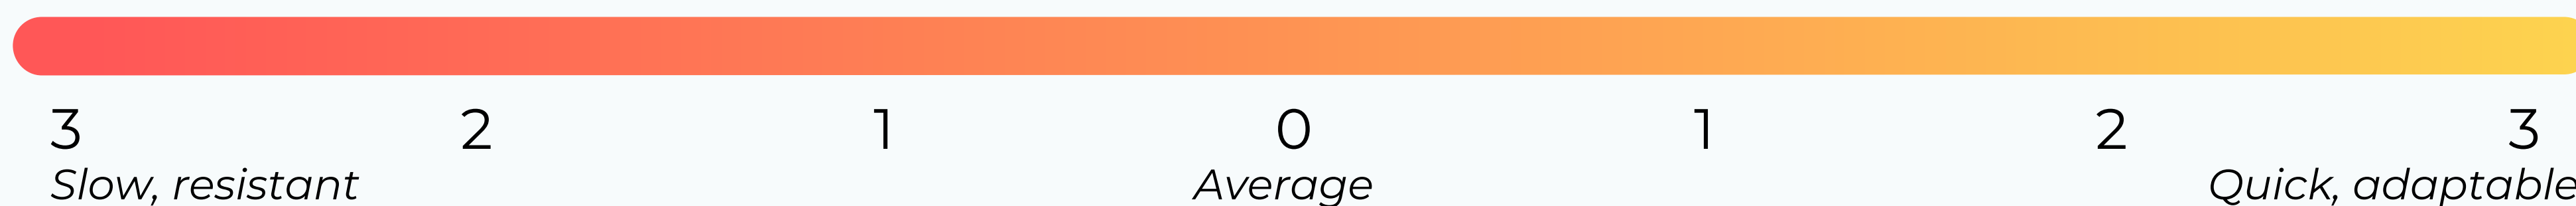 3 2 1 0 1 2 3
Slow, resistant Average Quick, adaptable